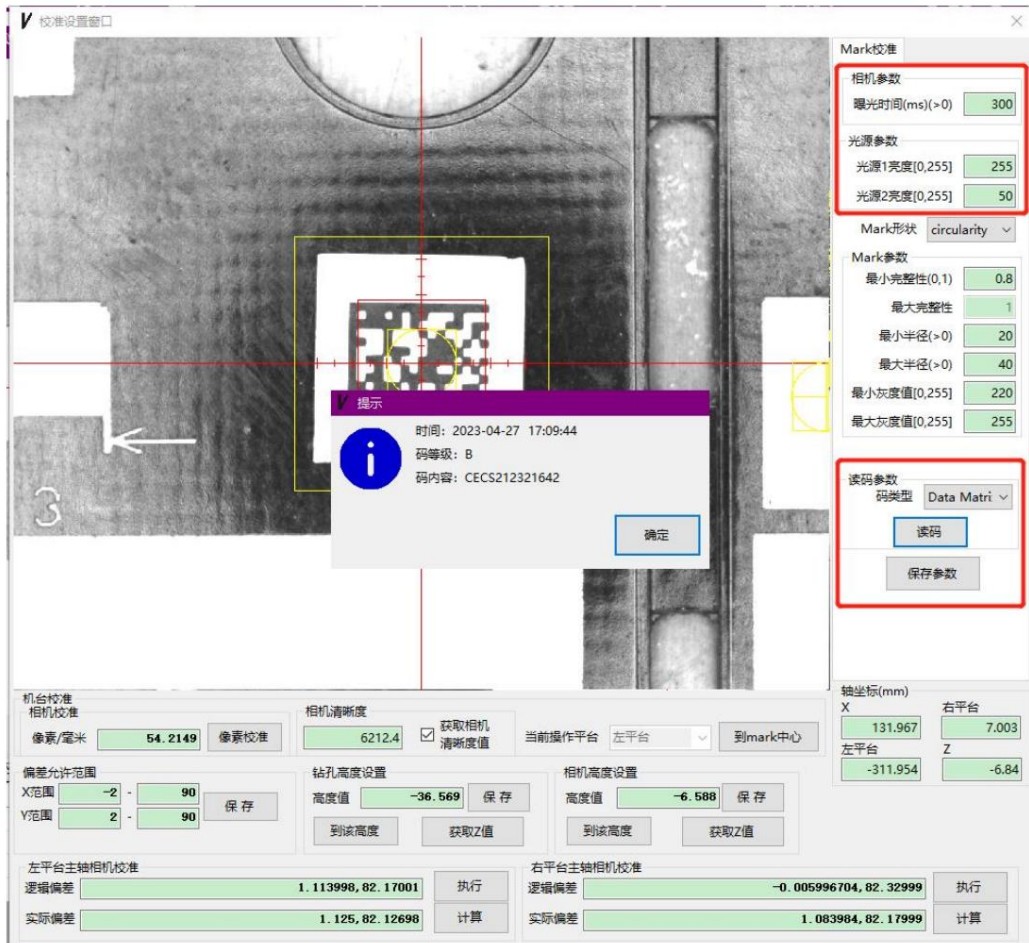 校准设置窗口
Mark校准
相机参数
曝光时间(ms)(>0) 300
光源参数
光源1亮度[0,255] 255
光源2亮度[0,255] 50
Mark形状 circularity
Mark参数
最小完整性(0,1) 0.8
最大完整性 1
最小半径(>0) 20
最大半径(>0) 40
最小灰度值[0,255] 220
最大灰度值[0,255] 255
3
提示
时间: 2023-04-27 17:09:44
码等级: B
码内容: CECS212321642
确定
读码参数
码类型 Data Matri
读码
保存参数
机台校准
相机校准
像素/毫米 54.2149 像素校准
相机清晰度
6212.4 获取相机清晰度值
当前操作平台 左平台 到mark中心
轴坐标(mm)
X 右平台
131.967 7.003
左平台 Z
-311.954 -6.84
偏差允许范围
X范围 -2 - 90
Y范围 2 - 90
保存
钻孔高度设置
高度值 -36.569 保存
到该高度 获取Z值
相机高度设置
高度值 -6.588 保存
到该高度 获取Z值
左平台主轴相机校准
逻辑偏差 1.113998,82.17001 执行
实际偏差 1.125,82.12698 计算
右平台主轴相机校准
逻辑偏差 -0.005996704,82.32999 执行
实际偏差 1.083984,82.17999 计算